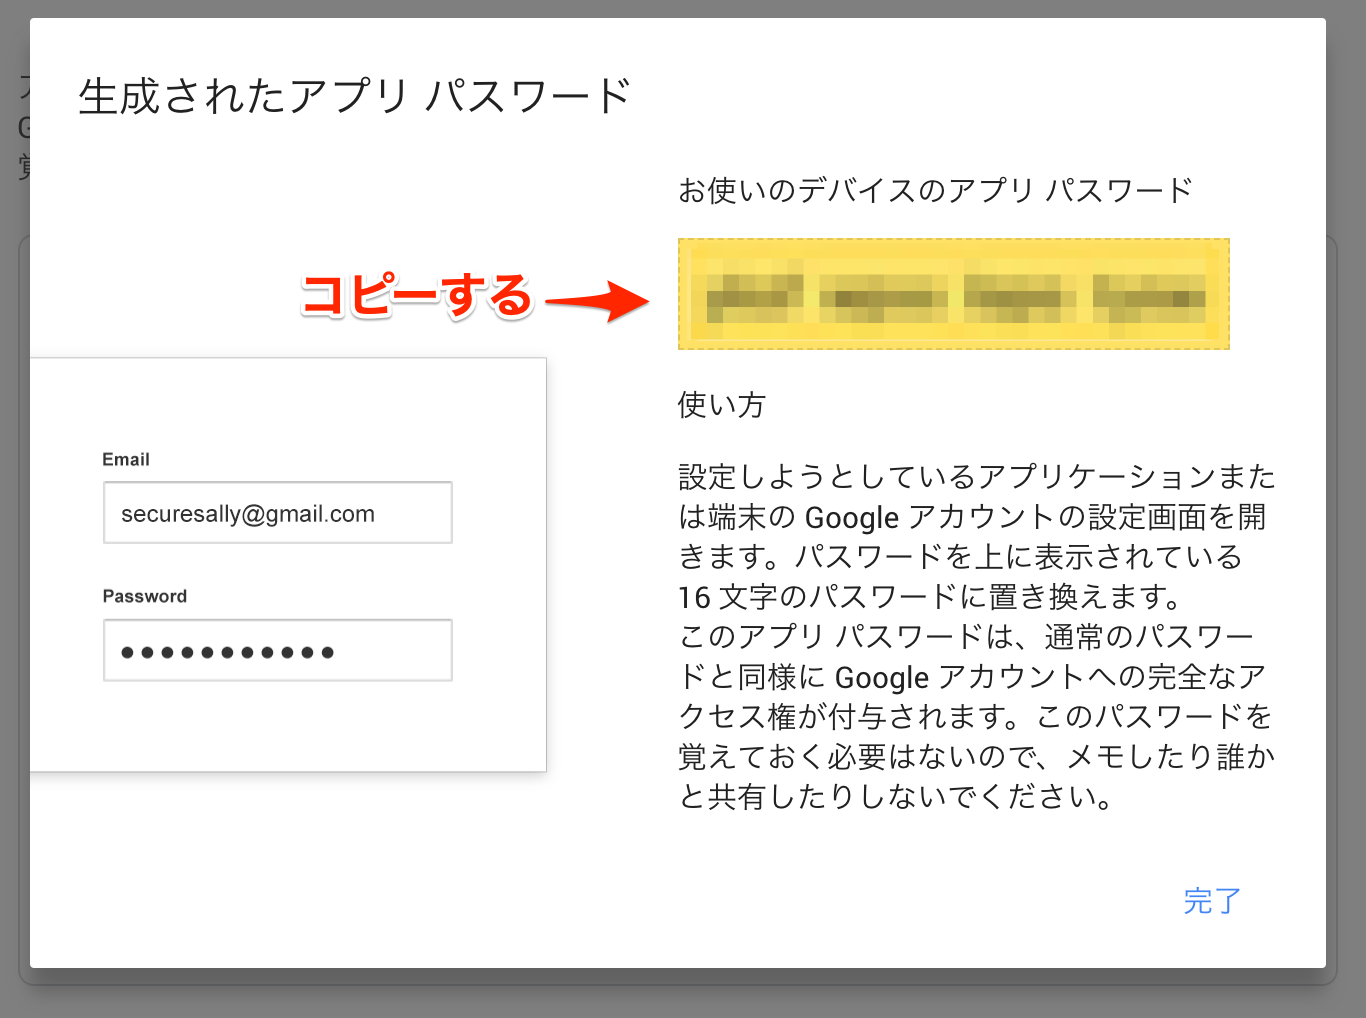 生成されたアプリ パスワード
お使いのデバイスのアプリ パスワード
コピーする
使い方
Email
securesally@gmail.com
Password
設定しようとしているアプリケーションまた
は端末の Google アカウントの設定画面を開
きます。パスワードを上に表示されている
16 文字のパスワードに置き換えます。
このアプリ パスワードは、通常のパスワー
ドと同様に Google アカウントへの完全なア
クセス権が付与されます。このパスワードを
覚えておく必要はないので、メモしたり誰か
と共有したりしないでください。
完了